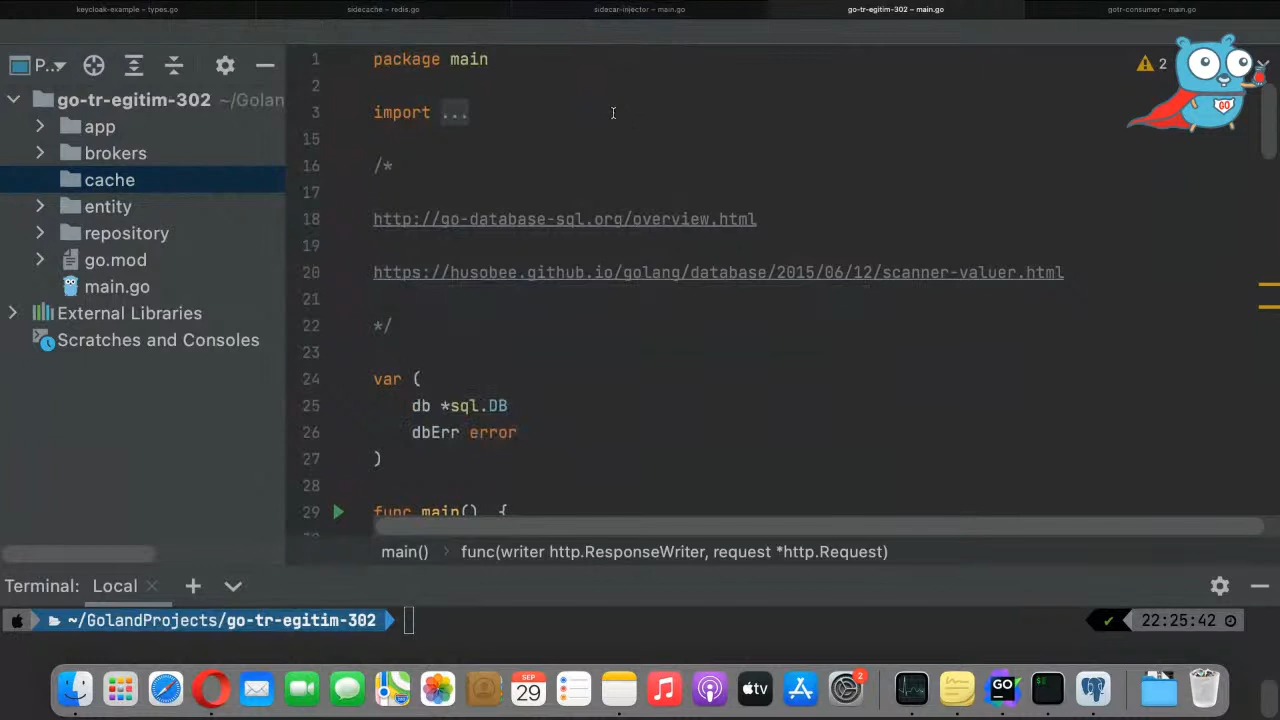 keycloak-example – types.go
sidecache – redis.go
sidecar-injector – main.go
go-tr-egitim-302 – main.go
gotr-consumer – main.go
P...
go-tr-egitim-302 ~/Golan
app
brokers
cache
entity
repository
go.mod
main.go
External Libraries
Scratches and Consoles
1 package main
2
3 import ...
15
16 /*
17
18 http://go-database-sql.org/overview.html
19
20 https://husobee.github.io/golang/database/2015/06/12/scanner-valuer.html
21
22 */
23
24 var (
25 db *sql.DB
26 dbErr error
27 )
28
29 func main() {
2
GO
main() › func(writer http.ResponseWriter, request *http.Request)
Terminal: Local
~/GolandProjects/go-tr-egitim-302
22:25:42
SEP
29
tv
2
GO